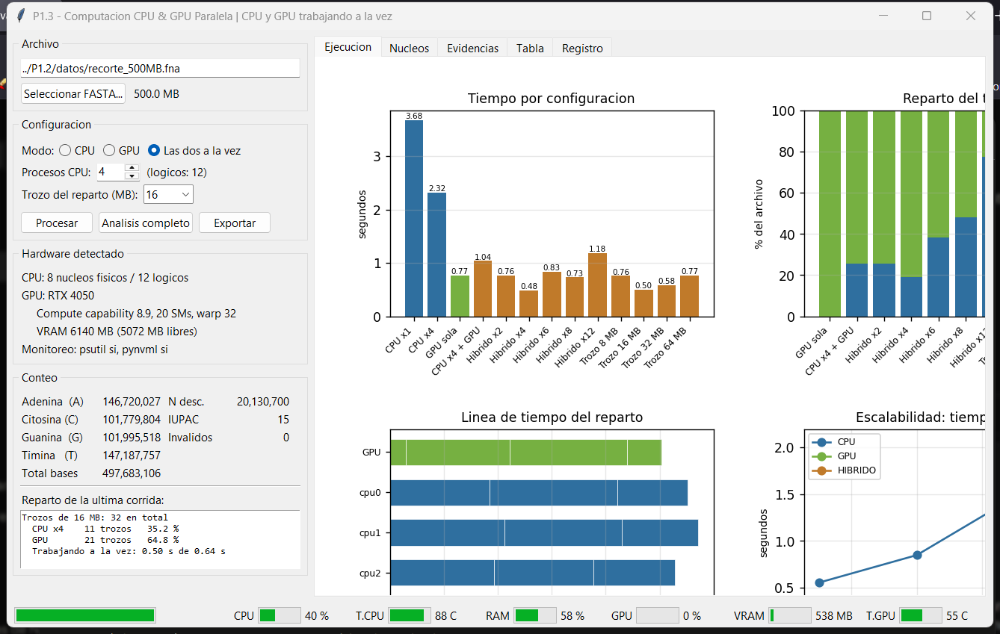 P1.3 - Computacion CPU & GPU Paralela | CPU y GPU trabajando a la vez
Archivo
../P1.2/datos/recorte_500MB.fna
Seleccionar FASTA... 500.0 MB
Configuracion
Modo: CPU GPU Las dos a la vez
Procesos CPU: 4 (logicos: 12)
Trozo del reparto (MB): 16
Procesar Analisis completo Exportar
Hardware detectado
CPU: 8 nucleos fisicos / 12 logicos
GPU: RTX 4050
Compute capability 8.9, 20 SMs, warp 32
VRAM 6140 MB (5072 MB libres)
Monitoreo: psutil si, pynvml si
Conteo
Adenina (A) 146,720,027 N desc. 20,130,700
Citosina (C) 101,779,804 IUPAC 15
Guanina (G) 101,995,518 Invalidos 0
Timina (T) 147,187,757
Total bases 497,683,106
Reparto de la ultima corrida:
Trozos de 16 MB: 32 en total
CPU x4 11 trozos 35.2 %
GPU 21 trozos 64.8 %
Trabajando a la vez: 0.50 s de 0.64 s
Ejecucion Nucleos Evidencias Tabla Registro
Tiempo por configuracion
segundos
3
2
1
0
3.68
2.32
0.77
1.04
0.76
0.48
0.83
0.73
1.18
0.76
0.50
0.58
0.77
CPU x1
CPU x4
GPU sola
CPU x4 + GPU
Hibrido x2
Hibrido x4
Hibrido x6
Hibrido x8
Hibrido x12
Trozo 8 MB
Trozo 16 MB
Trozo 32 MB
Trozo 64 MB
Reparto del
% del archivo
100
80
60
40
20
0
GPU sola
CPU x4 + GPU
Hibrido x2
Hibrido x4
Hibrido x6
Hibrido x8
Hibrido x1
Linea de tiempo del reparto
GPU
cpu0
cpu1
cpu2
Escalabilidad: tiemp
CPU
GPU
HIBRIDO
segundos
2.0
1.5
1.0
0.5
CPU 40 % T.CPU 88 C RAM 58 % GPU 0 % VRAM 538 MB T.GPU 55 C